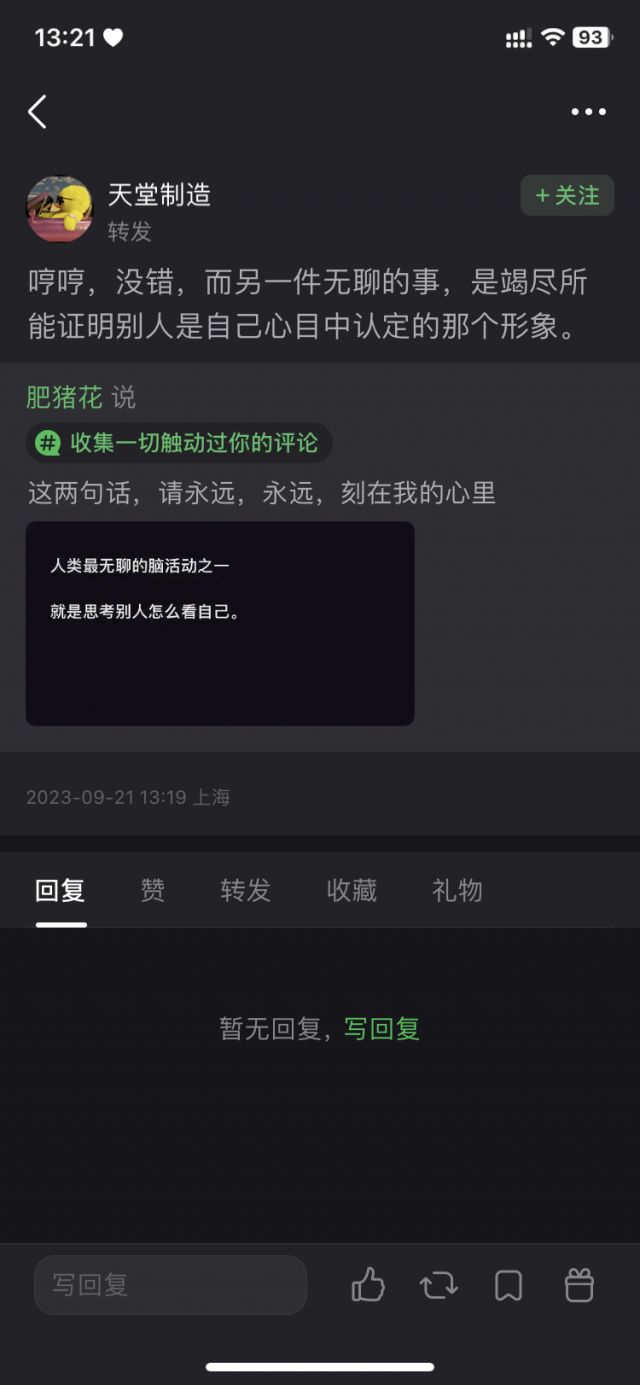 13:21
93
天堂制造
+关注
转发
哼哼，没错，而另一件无聊的事，是竭尽所
能证明别人是自己心目中认定的那个形象。
肥猪花 说
# 收集一切触动过你的评论
这两句话，请永远，永远，刻在我的心里
人类最无聊的脑活动之一
就是思考别人怎么看自己。
2023-09-21 13:19 上海
回复 赞 转发 收藏 礼物
暂无回复，写回复
写回复